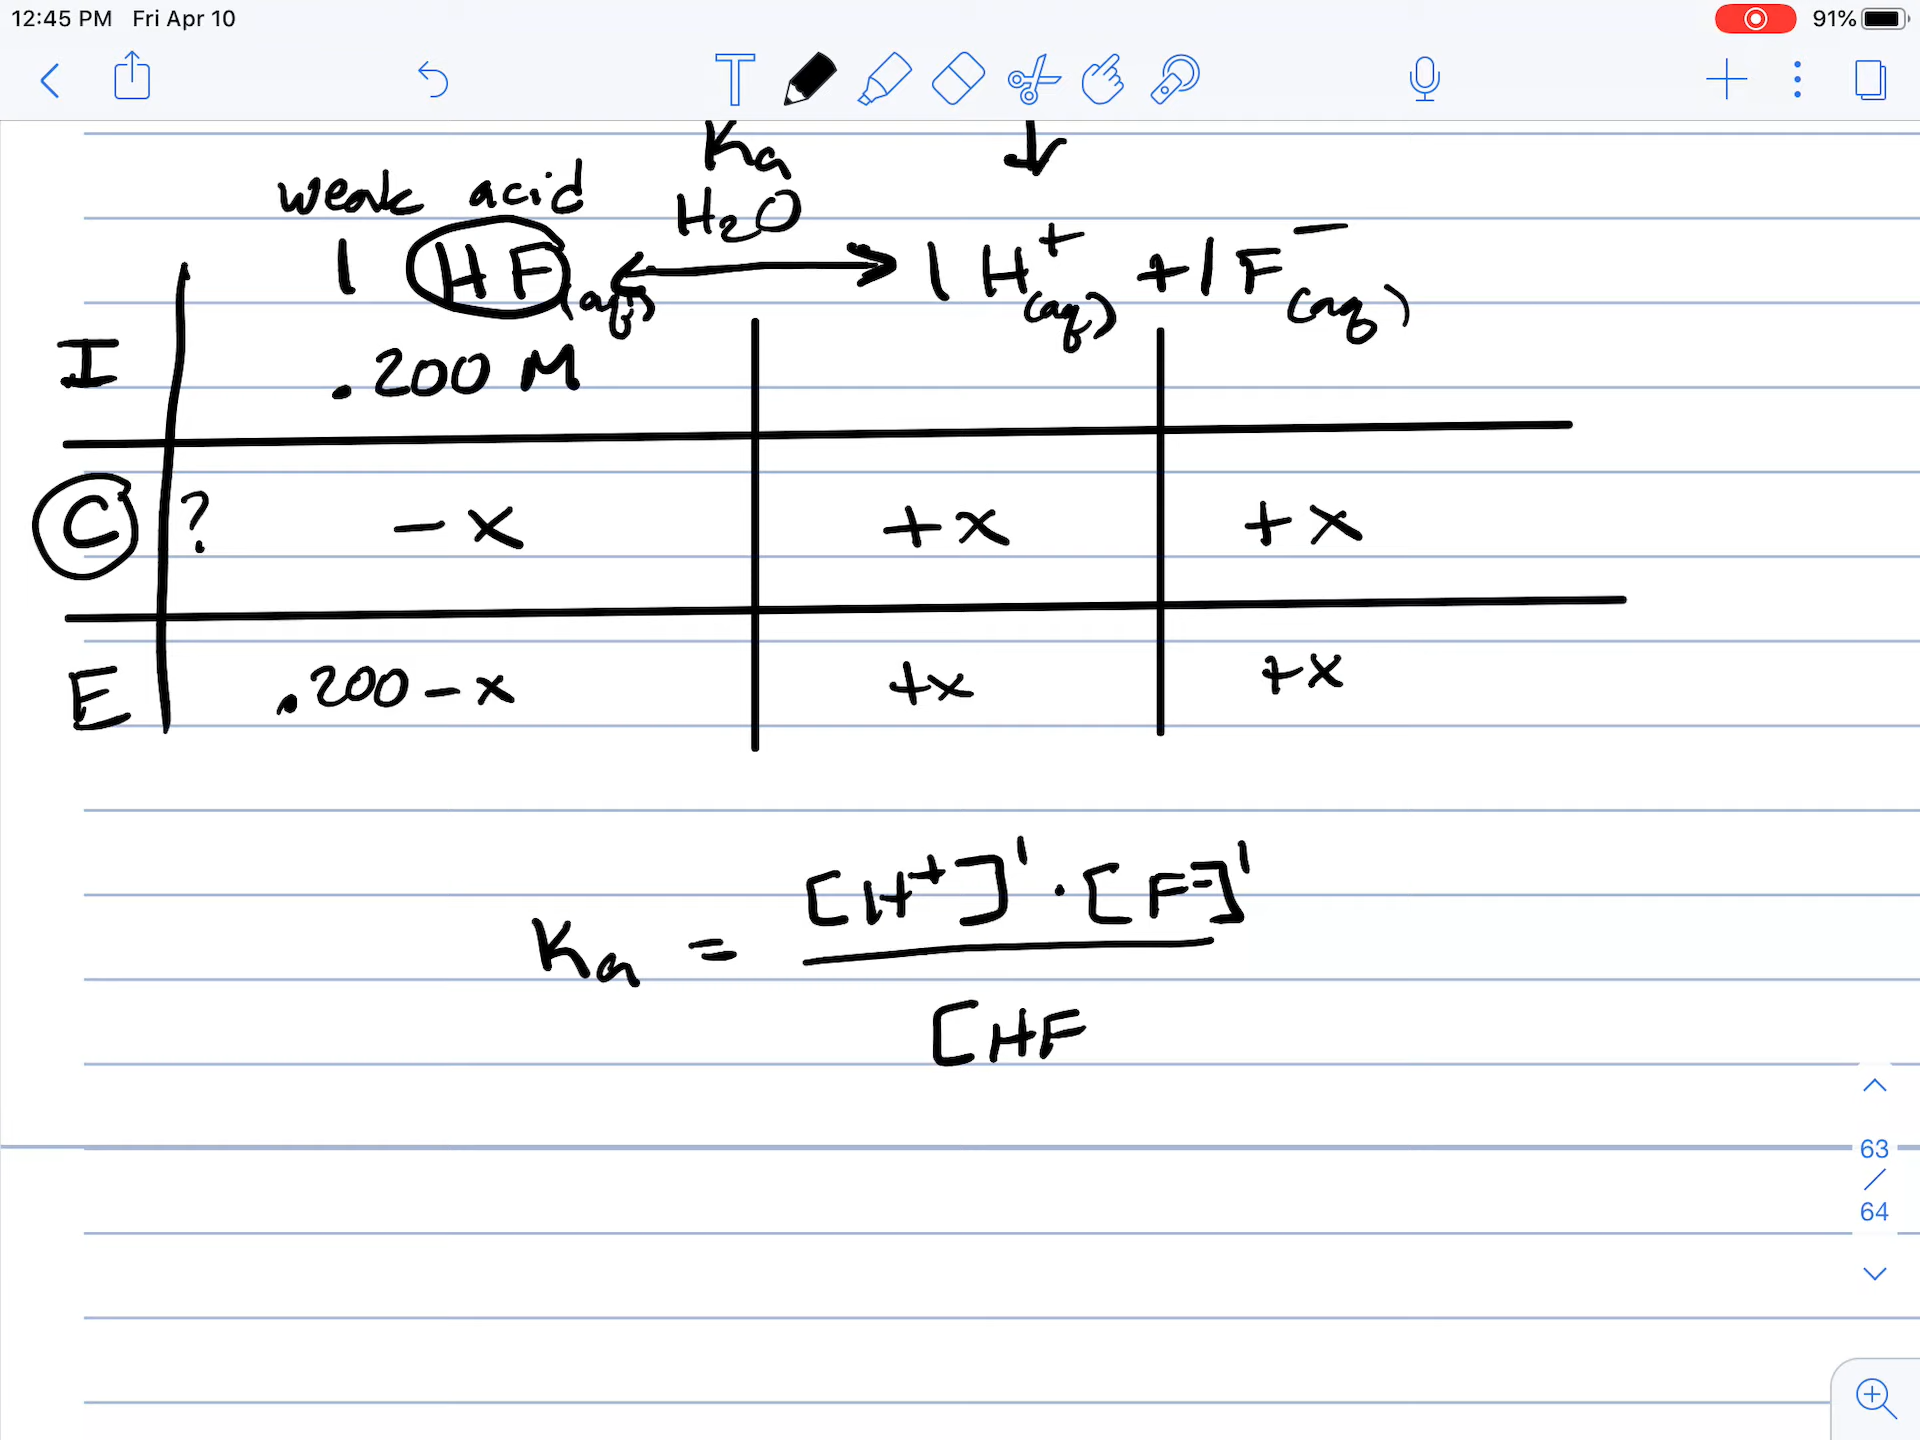 12:45 PM Fri Apr 10 91%
T
Ka ↓
weak acid H2O
1 HF(aq) ⟷ 1 H+(aq) + 1 F−(aq)
I .200 M
C ? −x +x +x
E .200−x +x +x
Ka = [H+]1 · [F−]1
[HF
63
/
64